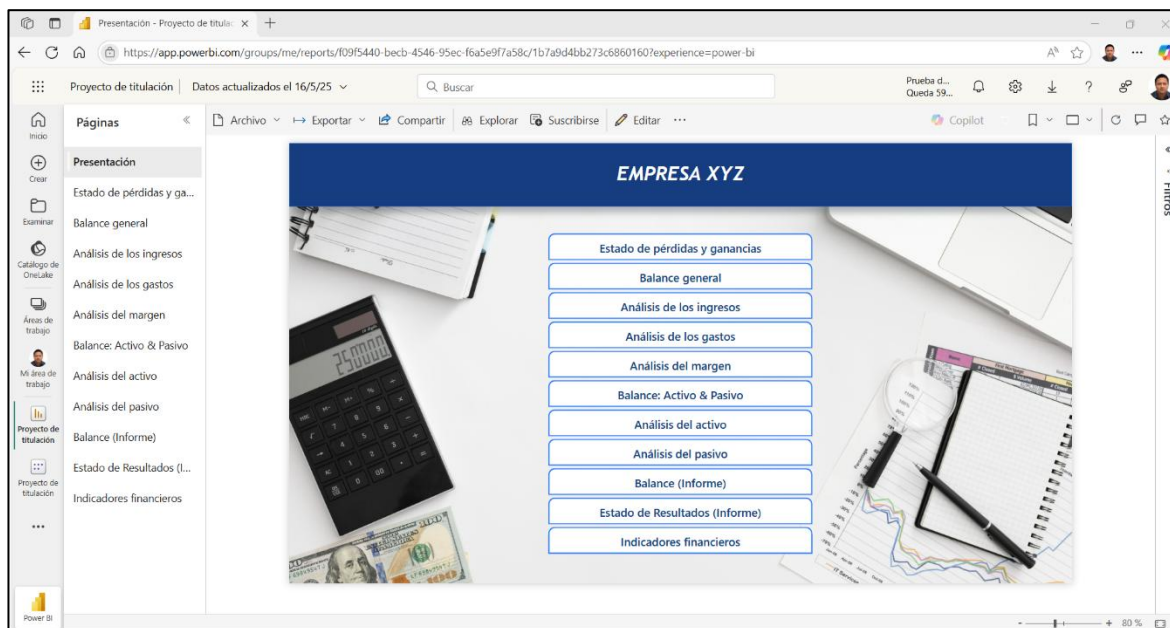 Presentación - Proyecto de titulac
https://app.powerbi.com/groups/me/reports/f09f5440-becb-4546-95ec-f6a5e9f7a58c/1b7a9d4bb273c6860160?experience=power-bi
Proyecto de titulación Datos actualizados el 16/5/25
Buscar
Prueba d...
Queda 59...
Inicio
Crear
Examinar
Catálogo de
OneLake
Áreas de
trabajo
Mi área de
trabajo
Proyecto de
titulación
Proyecto de
titulación
Power BI
Páginas
Presentación
Estado de pérdidas y ga...
Balance general
Análisis de los ingresos
Análisis de los gastos
Análisis del margen
Balance: Activo & Pasivo
Análisis del activo
Análisis del pasivo
Balance (Informe)
Estado de Resultados (I...
Indicadores financieros
Archivo Exportar Compartir Explorar Suscribirse Editar ...
Copilot
Filtros
EMPRESA XYZ
Estado de pérdidas y ganancias
Balance general
Análisis de los ingresos
Análisis de los gastos
Análisis del margen
Balance: Activo & Pasivo
Análisis del activo
Análisis del pasivo
Balance (Informe)
Estado de Resultados (Informe)
Indicadores financieros
100
Percentage
IT Services
80 %